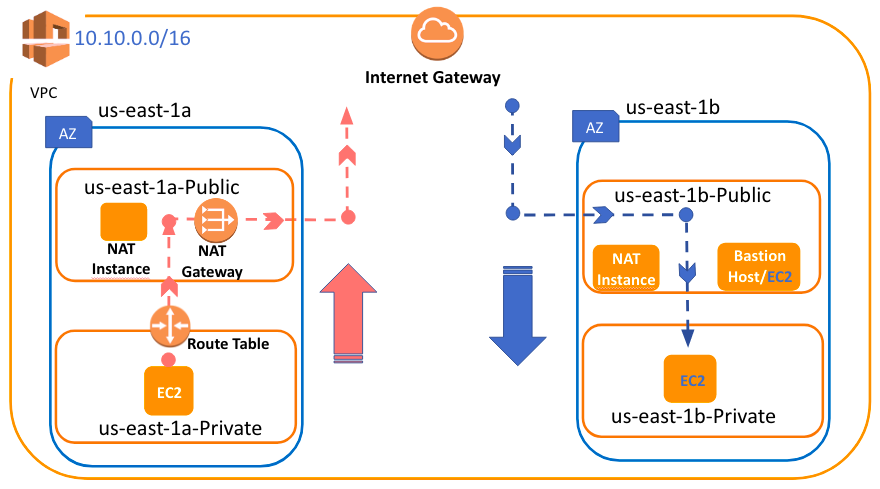 10.10.0.0/16
Internet Gateway
VPC
us-east-1a
AZ
us-east-1a-Public
NAT
Instance
NAT
Gateway
Route Table
EC2
us-east-1a-Private
us-east-1b
AZ
us-east-1b-Public
NAT
Instance
Bastion
Host/EC2
EC2
us-east-1b-Private